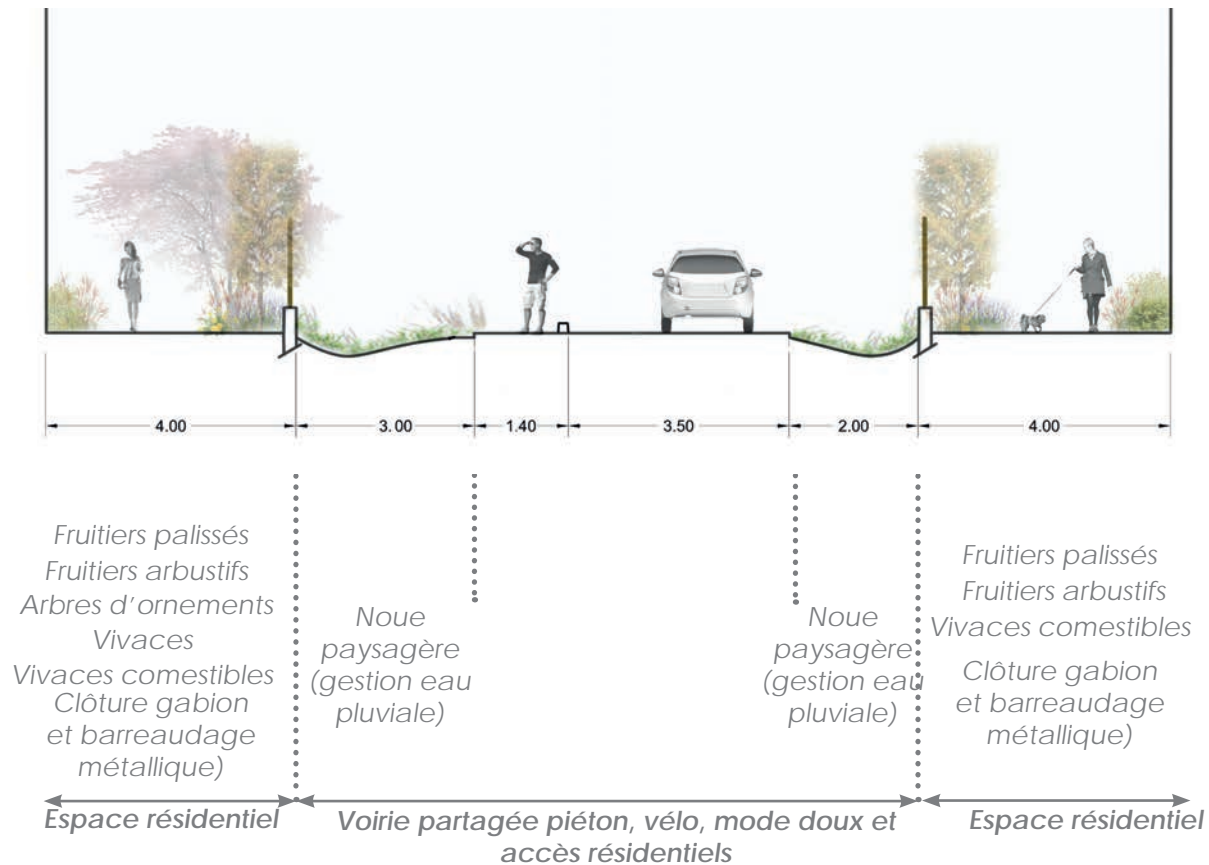 4.00 3.00 1.40 3.50 2.00 4.00
Fruitiers palissés
Fruitiers arbustifs
Arbres d'ornements
Vivaces
Vivaces comestibles
Clôture gabion
et barreaudage
métallique)
Noue
paysagère
(gestion eau
pluviale)
Noue
paysagère
(gestion eau
pluviale)
Fruitiers palissés
Fruitiers arbustifs
Vivaces comestibles
Clôture gabion
et barreaudage
métallique)
Espace résidentiel
Voirie partagée piéton, vélo, mode doux et
accès résidentiels
Espace résidentiel